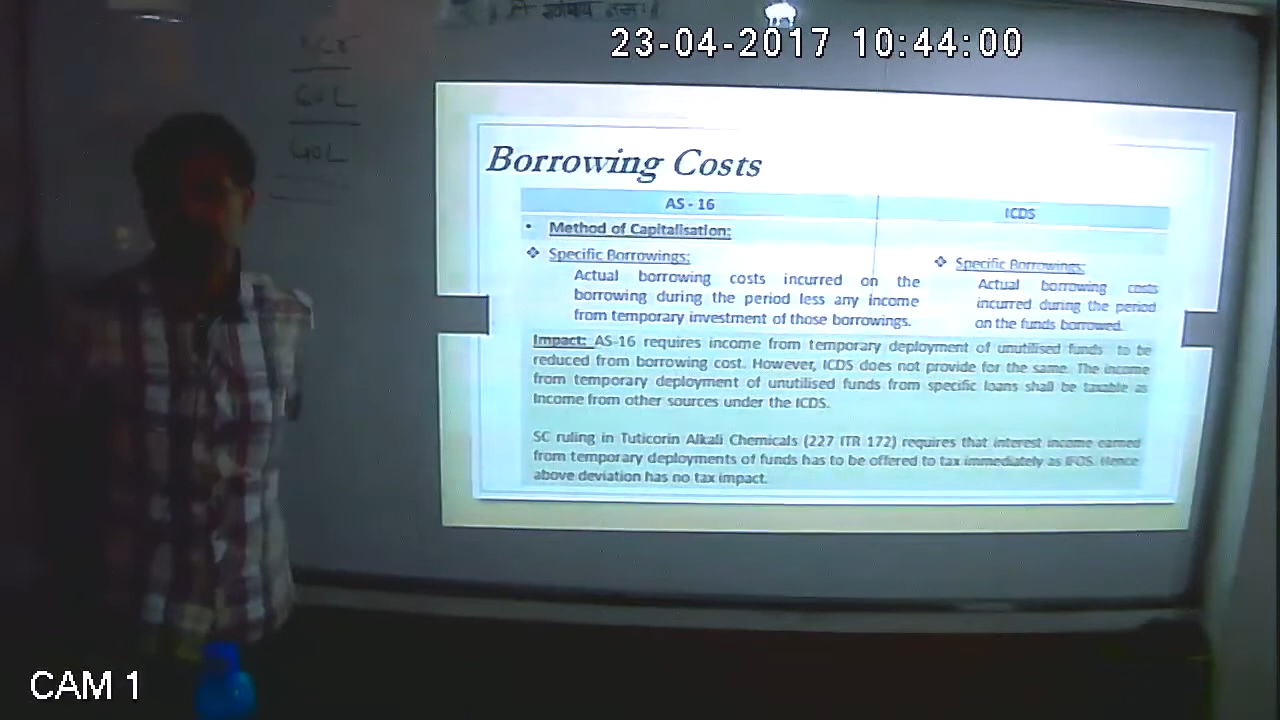 23-04-2017 10:44:00
60L
40L
Borrowing Costs
AS - 16
ICDS
• Method of Capitalisation:
❖ Specific Borrowings:
Actual borrowing costs incurred on the
borrowing during the period less any income
from temporary investment of those borrowings.
❖ Specific Borrowings:
Actual borrowing costs
incurred during the period
on the funds borrowed.
Impact: AS-16 requires income from temporary deployment of unutilised funds to be
reduced from borrowing cost. However, ICDS does not provide for the same. The income
from temporary deployment of unutilised funds from specific loans shall be taxable as
Income from other sources under the ICDS.
SC ruling in Tuticorin Alkali Chemicals (227 ITR 172) requires that interest income earned
from temporary deployments of funds has to be offered to tax immediately as IFOS. Hence
above deviation has no tax impact.
CAM 1